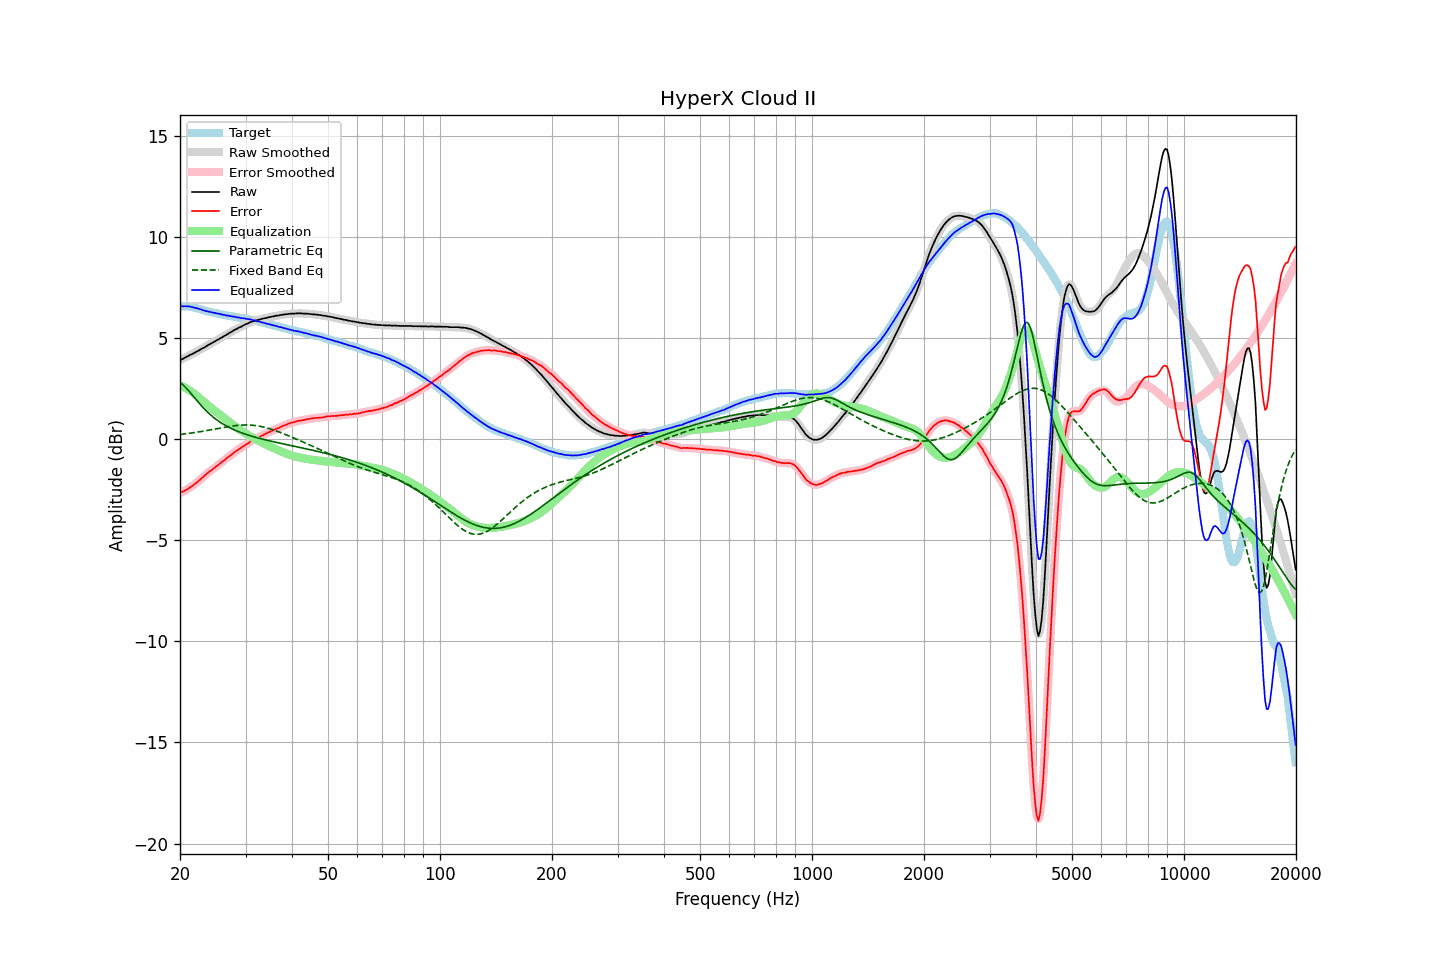 HyperX Cloud II
15
10
5
0
−5
−10
−15
−20
Amplitude (dBr)
Target
Raw Smoothed
Error Smoothed
Raw
Error
Equalization
Parametric Eq
Fixed Band Eq
Equalized
20 50 100 200 500 1000 2000 5000 10000 20000
Frequency (Hz)